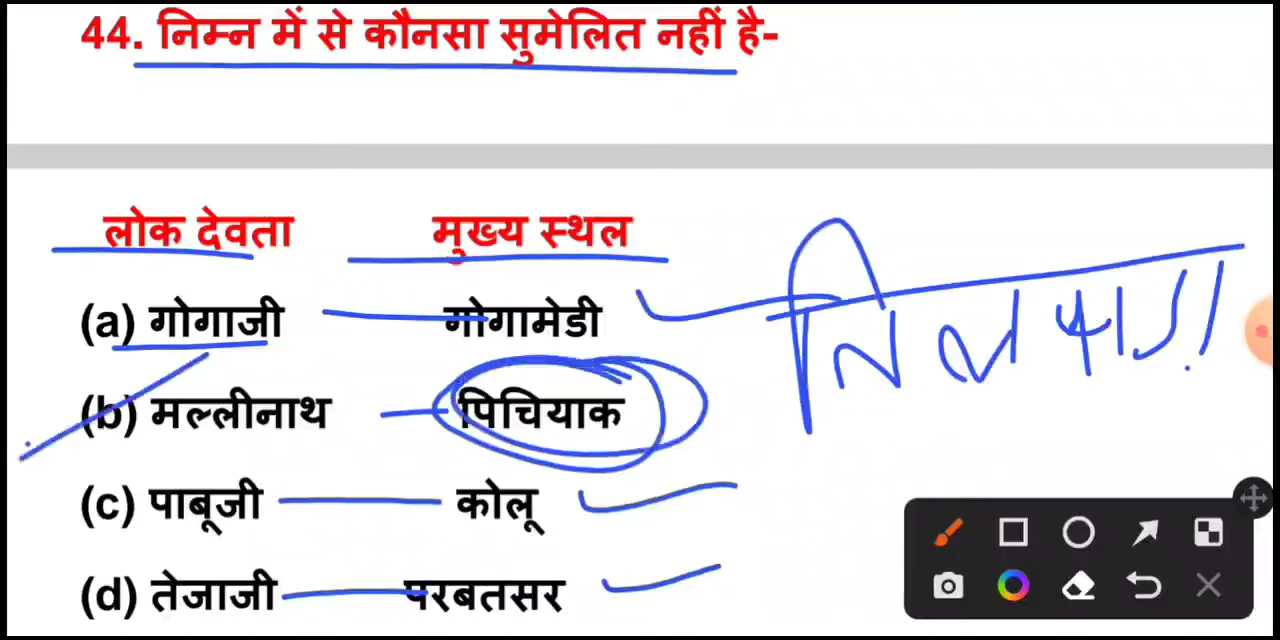 44. निम्न में से कौनसा सुमेलित नहीं है-
लोक देवता मुख्य स्थल
(a) गोगाजी गोगामेडी
(b) मल्लीनाथ पिचियाक
(c) पाबूजी कोलू
(d) तेजाजी परबतसर